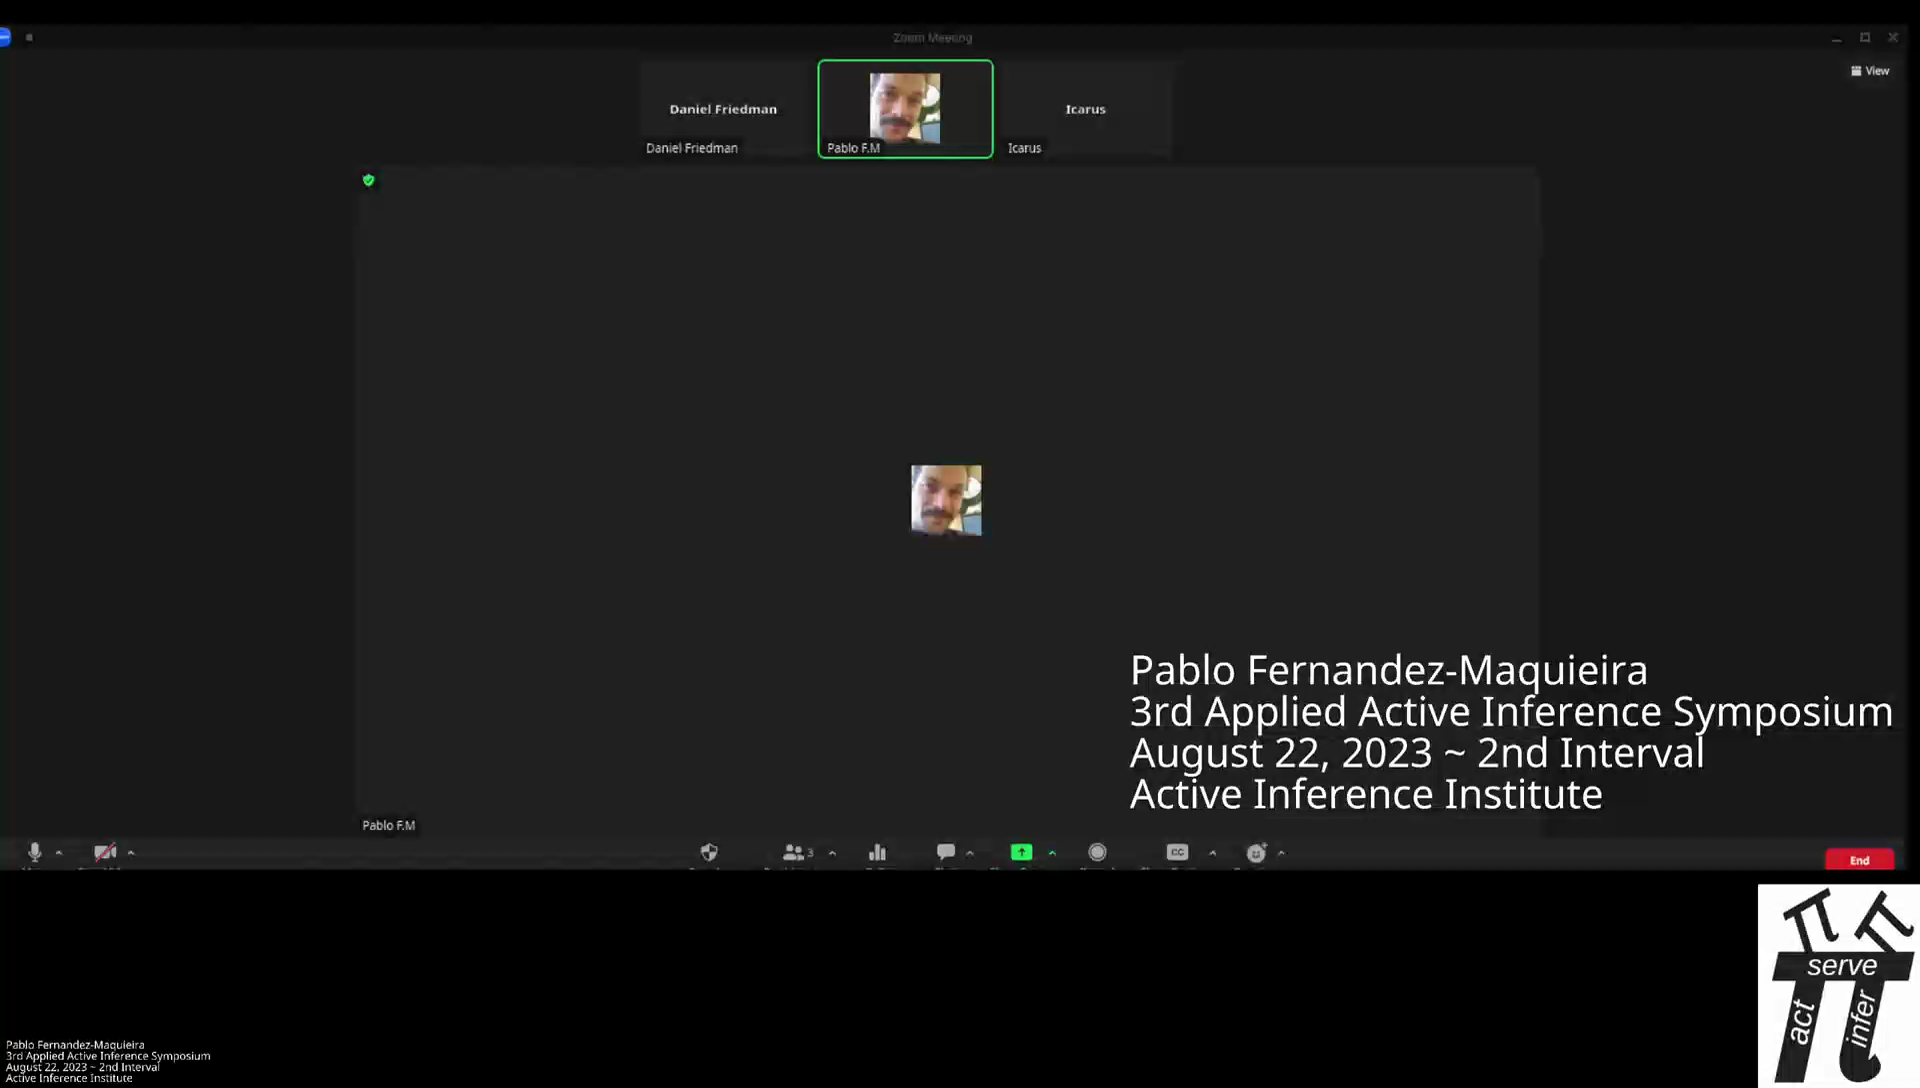 Zoom Meeting
View
Daniel Friedman
Daniel Friedman
Pablo F.M
Icarus
Icarus
Pablo Fernandez-Maquieira
3rd Applied Active Inference Symposium
August 22, 2023 ~ 2nd Interval
Active Inference Institute
Pablo F.M
3
CC
End
π π
serve
act
infer
Pablo Fernandez-Maquieira
3rd Applied Active Inference Symposium
August 22, 2023 ~ 2nd Interval
Active Inference Institute